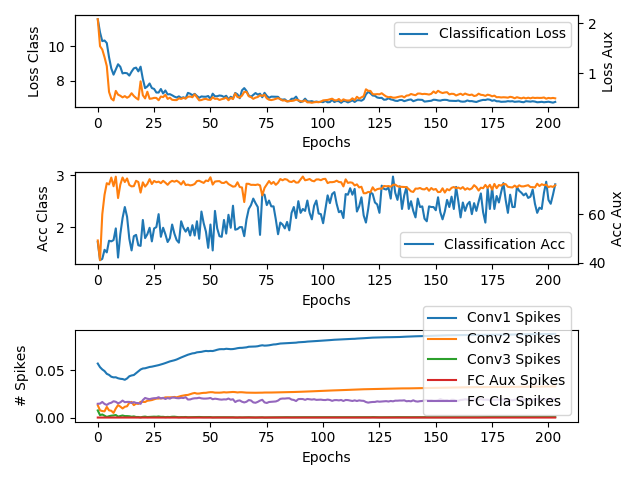 Loss Class
10
8
Classification Loss
2
1
Loss Aux
0 25 50 75 100 125 150 175 200
Epochs
Acc Class
3
2
Classification Acc
60
40
Acc Aux
0 25 50 75 100 125 150 175 200
Epochs
# Spikes
0.05
0.00
Conv1 Spikes
Conv2 Spikes
Conv3 Spikes
FC Aux Spikes
FC Cla Spikes
0 25 50 75 100 125 150 175 200
Epochs